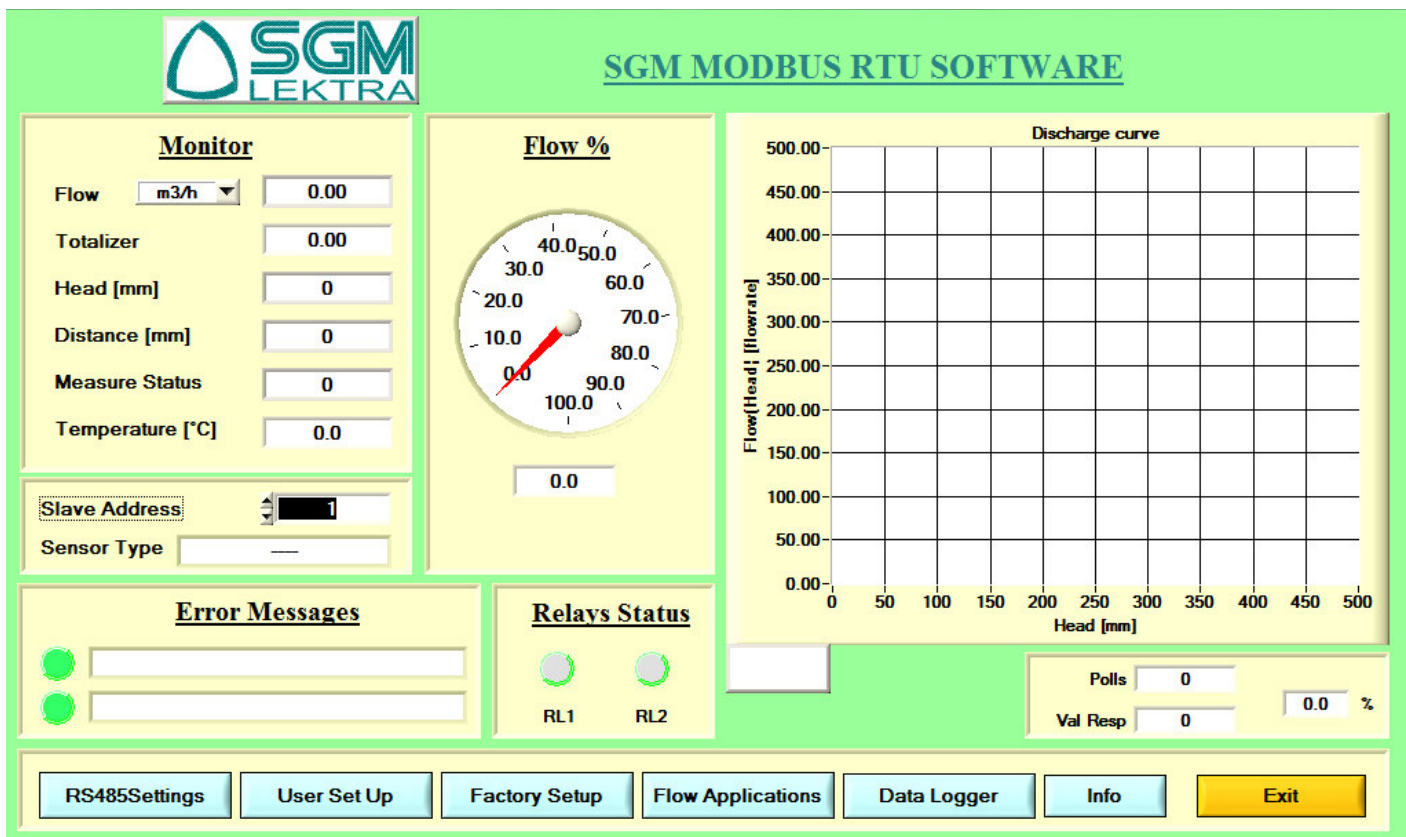 SGM
LEKTRA
SGM MODBUS RTU SOFTWARE
Monitor
Flow m3/h 0.00
Totalizer 0.00
Head [mm] 0
Distance [mm] 0
Measure Status 0
Temperature [°C] 0.0
Slave Address 1
Sensor Type ----
Flow %
40.0 50.0
30.0 60.0
20.0 70.0
10.0 80.0
0.0 90.0
100.0
0.0
Discharge curve
Flow(Head)¦ [flowrate]
500.00
450.00
400.00
350.00
300.00
250.00
200.00
150.00
100.00
50.00
0.00
0 50 100 150 200 250 300 350 400 450 500
Head [mm]
Error Messages
Relays Status
RL1 RL2
Polls 0
Val Resp 0
0.0 %
RS485Settings User Set Up Factory Setup Flow Applications Data Logger Info Exit